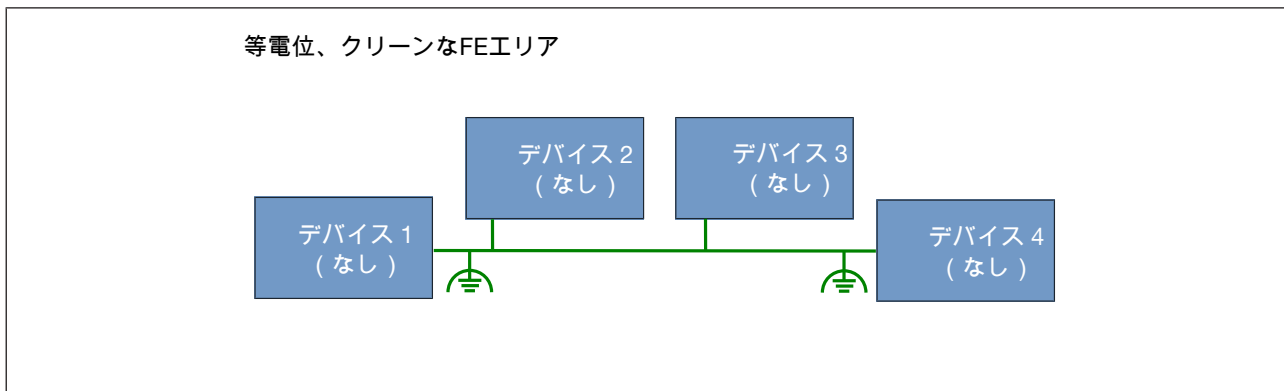 等電位、クリーンなFEエリア
デバイス 2
（なし）
デバイス 3
（なし）
デバイス 1
（なし）
デバイス 4
（なし）